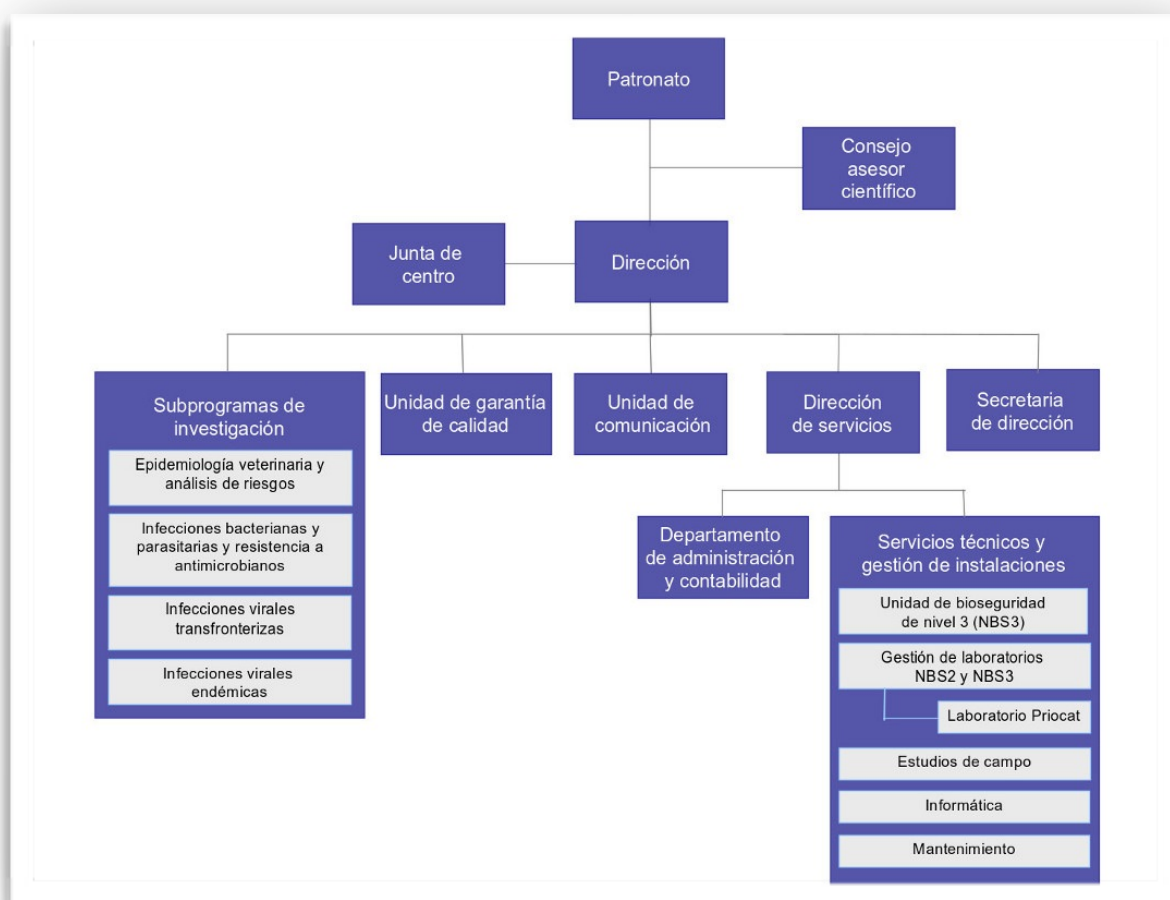 Patronato
Consejo
asesor
científico
Junta de
centro
Dirección
Subprogramas de
investigación
Epidemiología veterinaria y
análisis de riesgos
Infecciones bacterianas y
parasitarias y resistencia a
antimicrobianos
Infecciones virales
transfronterizas
Infecciones virales
endémicas
Unidad de garantía
de calidad
Unidad de
comunicación
Dirección
de servicios
Secretaria
de dirección
Departamento
de administración
y contabilidad
Servicios técnicos y
gestión de instalaciones
Unidad de bioseguridad
de nivel 3 (NBS3)
Gestión de laboratorios
NBS2 y NBS3
Laboratorio Priocat
Estudios de campo
Informática
Mantenimiento